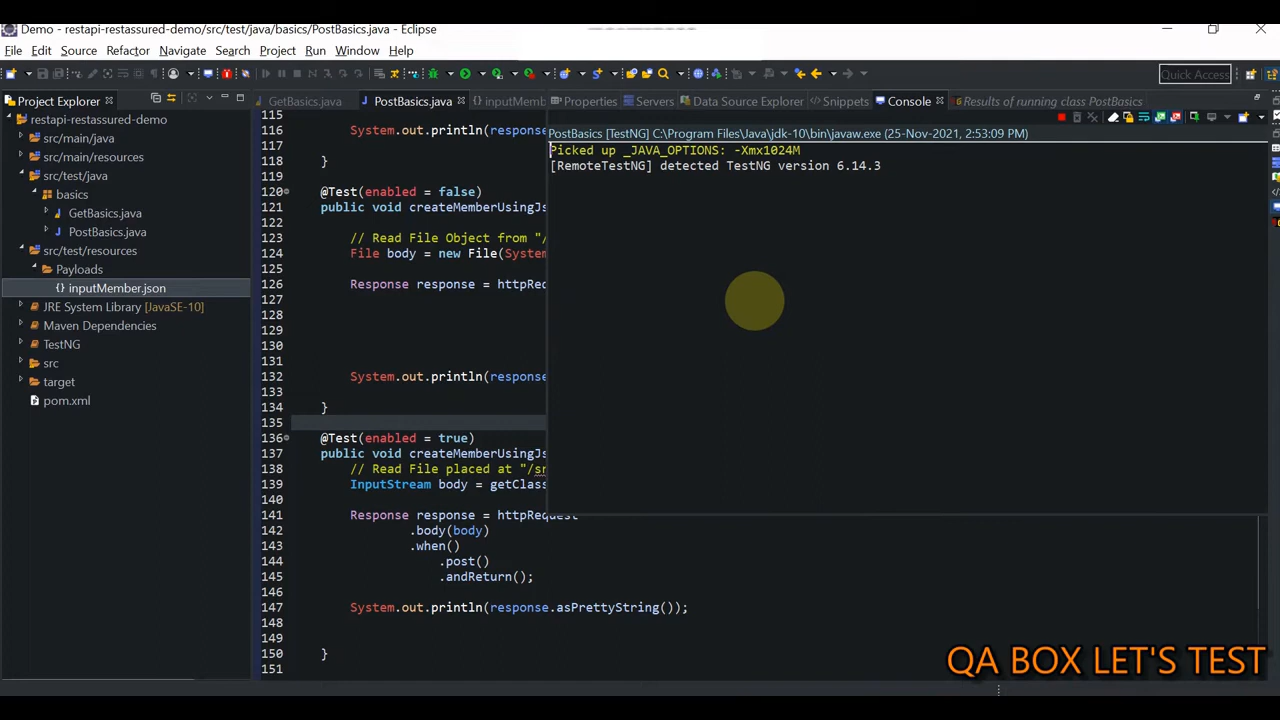 Demo - restapi-restassured-demo/src/test/java/basics/PostBasics.java - Eclipse
File Edit Source Refactor Navigate Search Project Run Window Help
Quick Access
Project Explorer
GetBasics.java
PostBasics.java
inputMemb
Properties
Servers
Data Source Explorer
Snippets
Console
Results of running class PostBasics
restapi-restassured-demo
src/main/java
src/main/resources
src/test/java
basics
GetBasics.java
PostBasics.java
src/test/resources
Payloads
inputMember.json
JRE System Library [JavaSE-10]
Maven Dependencies
TestNG
src
target
pom.xml
115
116 System.out.println(respons
117
118 }
119
120 @Test(enabled = false)
121 public void createMemberUsingJs
122
123 // Read File Object from "/
124 File body = new File(System
125
126 Response response = httpReq
127
128
129
130
131
132 System.out.println(respons
133
134 }
135
136 @Test(enabled = true)
137 public void createMemberUsingJs
138 // Read File placed at "/sr
139 InputStream body = getClass
140
141 Response response = httpRequest
142 .body(body)
143 .when()
144 .post()
145 .andReturn();
146
147 System.out.println(response.asPrettyString());
148
149
150 }
151
PostBasics [TestNG] C:\Program Files\Java\jdk-10\bin\javaw.exe (25-Nov-2021, 2:53:09 PM)
Picked up _JAVA_OPTIONS: -Xmx1024M
[RemoteTestNG] detected TestNG version 6.14.3
QA BOX LET'S TEST